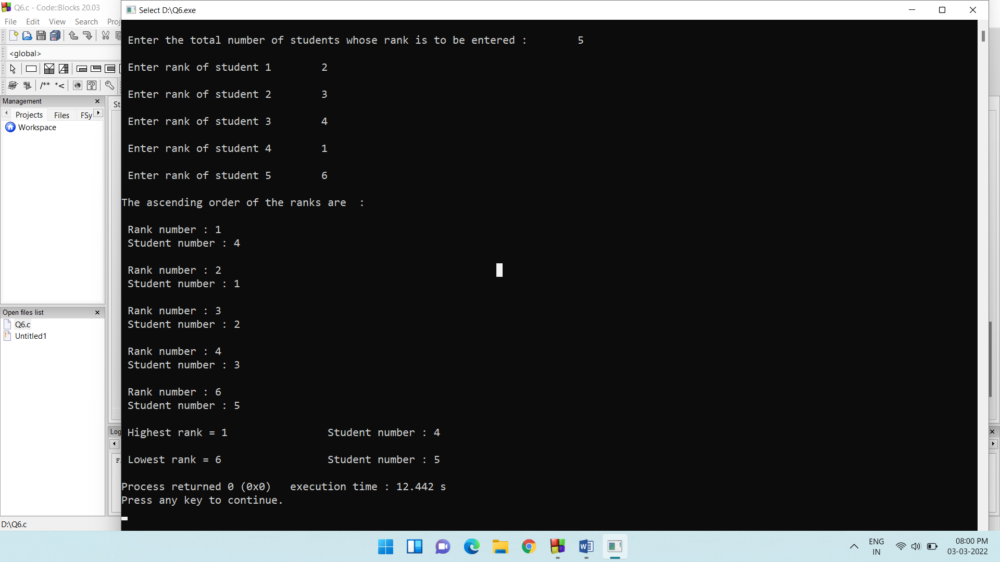 Q6.c - Code::Blocks 20.03
File Edit View Search Proj
<global>
/** *<
Management
Projects Files FSy
Workspace
Open files list
Q6.c
Untitled1
D:\Q6.c
St
Log
F
Select D:\Q6.exe
Enter the total number of students whose rank is to be entered : 5
Enter rank of student 1 2
Enter rank of student 2 3
Enter rank of student 3 4
Enter rank of student 4 1
Enter rank of student 5 6
The ascending order of the ranks are :
Rank number : 1
Student number : 4
Rank number : 2
Student number : 1
Rank number : 3
Student number : 2
Rank number : 4
Student number : 3
Rank number : 6
Student number : 5
Highest rank = 1 Student number : 4
Lowest rank = 6 Student number : 5
Process returned 0 (0x0) execution time : 12.442 s
Press any key to continue.
ENG
IN
08:00 PM
03-03-2022